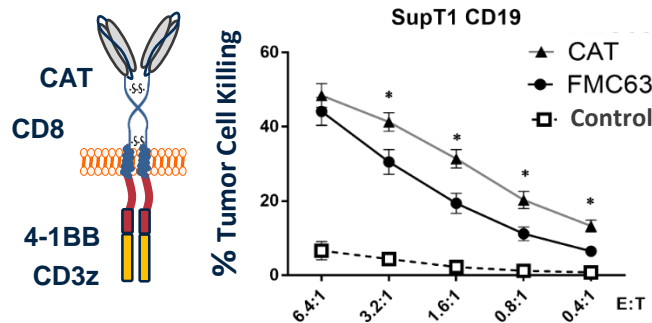 CAT
-S-S-
CD8
-S-S-
4-1BB
CD3z
SupT1 CD19
% Tumor Cell Killing
60
40
20
0
CAT
FMC63
Control
* * * *
6.4:1 3.2:1 1.6:1 0.8:1 0.4:1 E:T